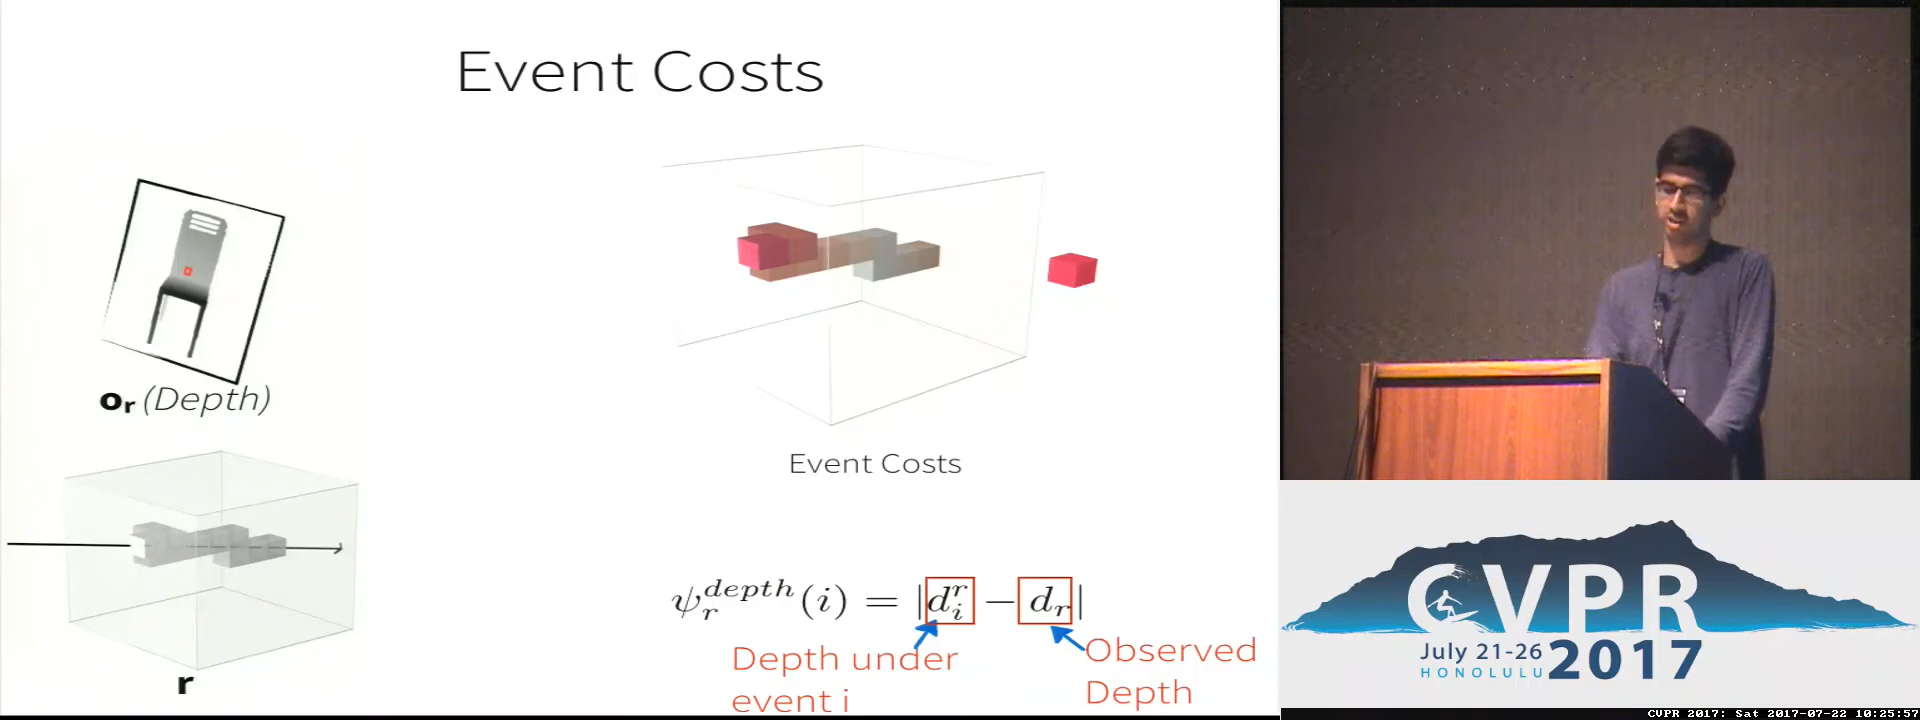 Event Costs
o_r (Depth)
r
Event Costs
ψ_r^{depth}(i) = |d_i^r − d_r|
Depth under
event i
Observed
Depth
CVPR
July 21-26
HONOLULU
2017
CVPR 2017: Sat 2017-07-22 10:25:57